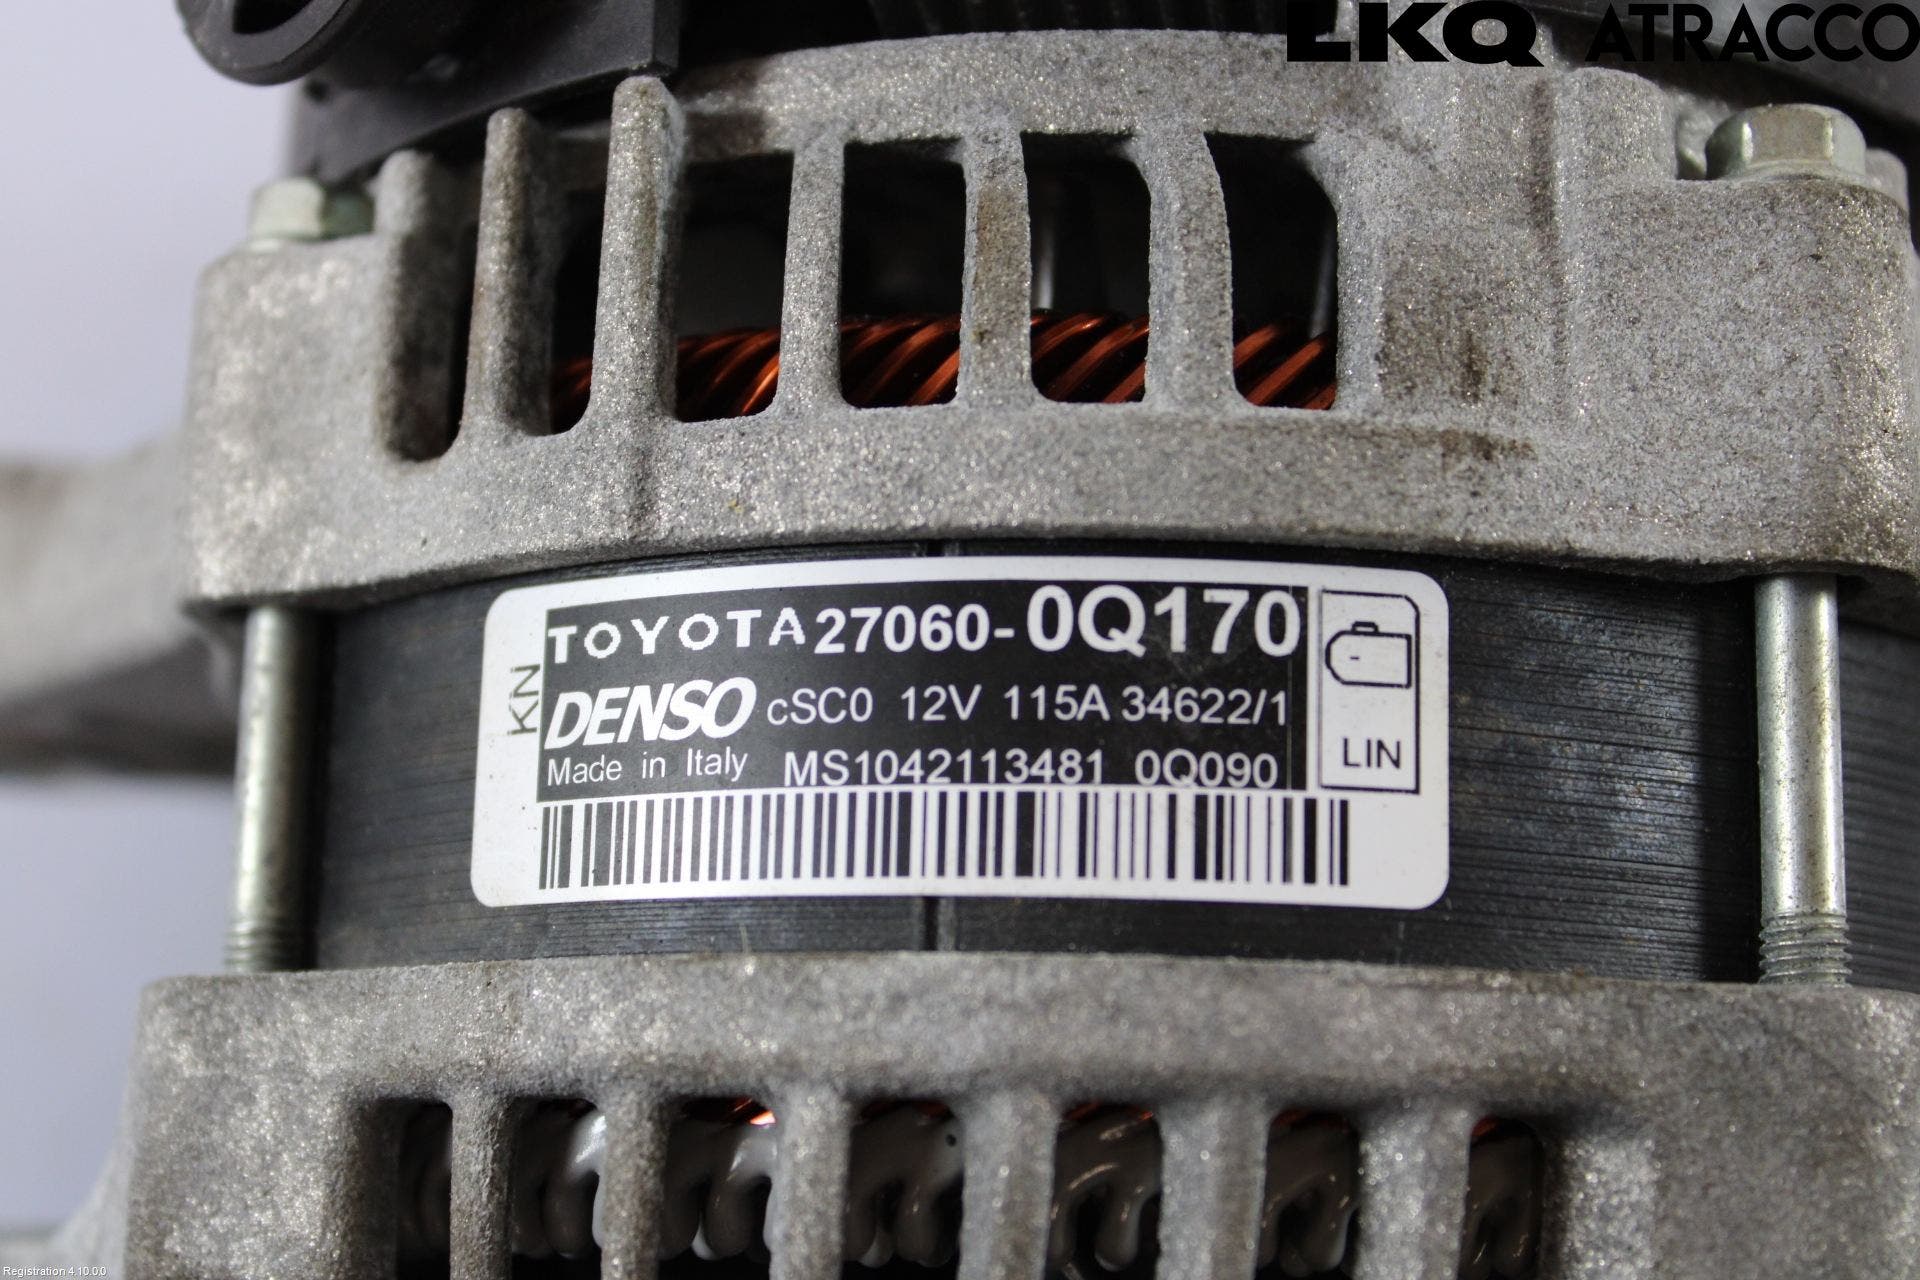 LKQ ATRACCO
TOYOTA 27060-0Q170
KN
DENSO cSC0 12V 115A 34622/1
Made in Italy MS1042113481 0Q090
LIN
Registration 4.10.0.0